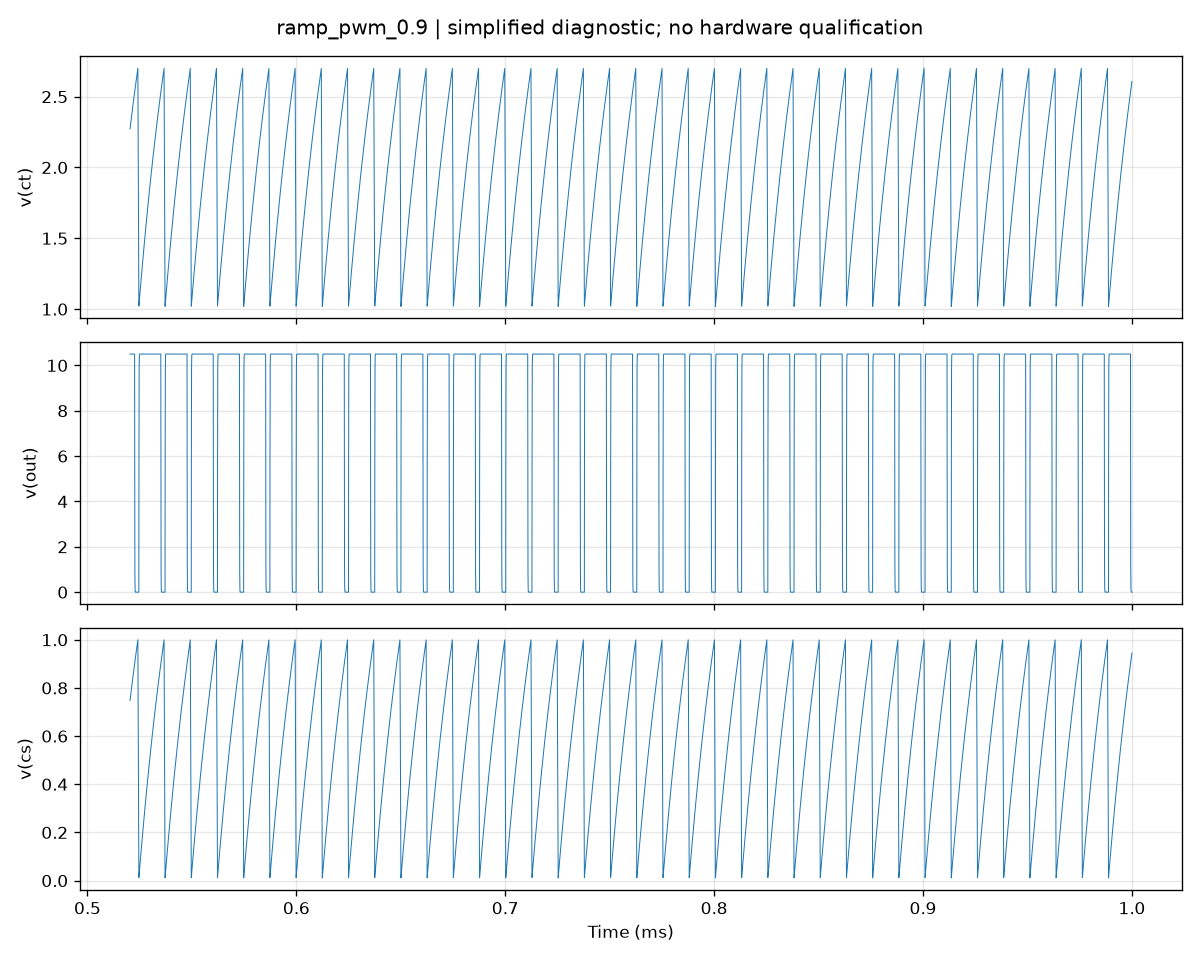 ramp_pwm_0.9 | simplified diagnostic; no hardware qualification
v(ct)
2.5
2.0
1.5
1.0
v(out)
10
8
6
4
2
0
v(cs)
1.0
0.8
0.6
0.4
0.2
0.0
0.5 0.6 0.7 0.8 0.9 1.0
Time (ms)